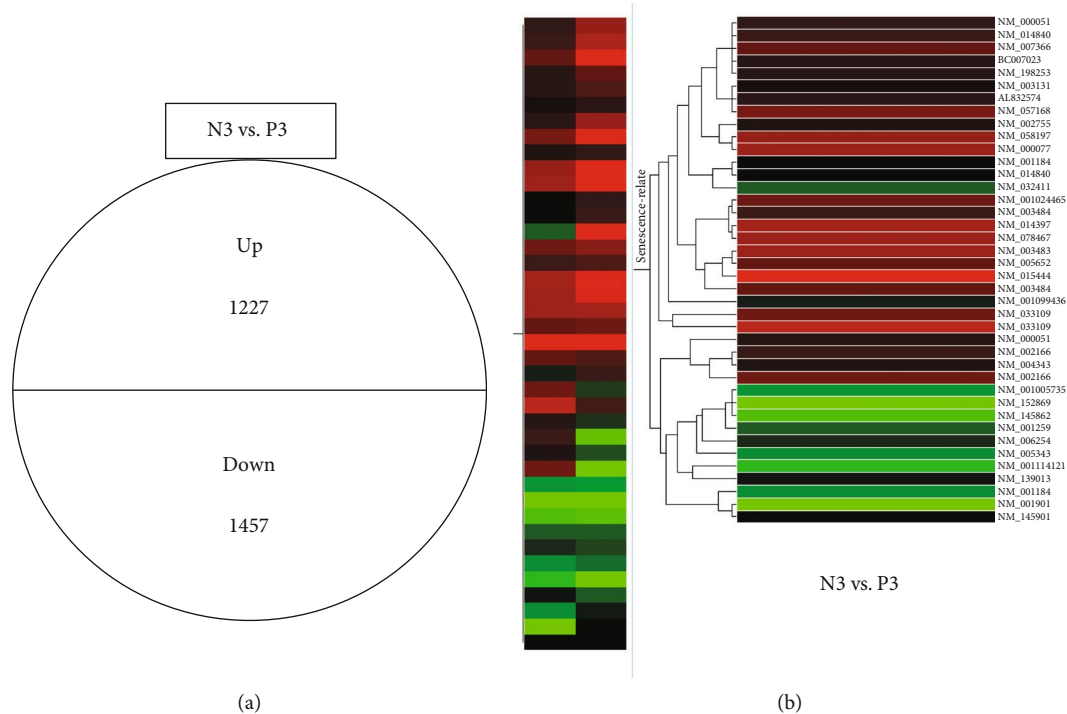 N3 vs. P3
Up
1227
Down
1457
(a)
Senescence-relate
NM_000051
NM_014840
NM_007366
BC007023
NM_198253
NM_003131
AL832574
NM_057168
NM_002755
NM_058197
NM_000077
NM_001184
NM_014840
NM_032411
NM_001024465
NM_003484
NM_014397
NM_078467
NM_003483
NM_005652
NM_015444
NM_003484
NM_001099436
NM_033109
NM_033109
NM_000051
NM_002166
NM_004343
NM_002166
NM_001005735
NM_152869
NM_145862
NM_001259
NM_006254
NM_005343
NM_001114121
NM_139013
NM_001184
NM_001901
NM_145901
N3 vs. P3
(b)